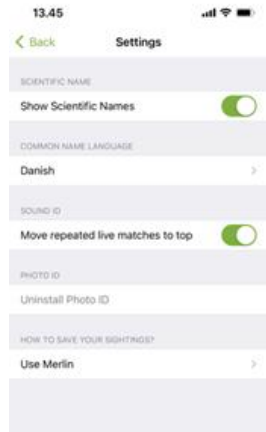 13.45
Back Settings
SCIENTIFIC NAME
Show Scientific Names
COMMON NAME LANGUAGE
Danish
SOUND ID
Move repeated live matches to top
PHOTO ID
Uninstall Photo ID
HOW TO SAVE YOUR SIGHTINGS?
Use Merlin